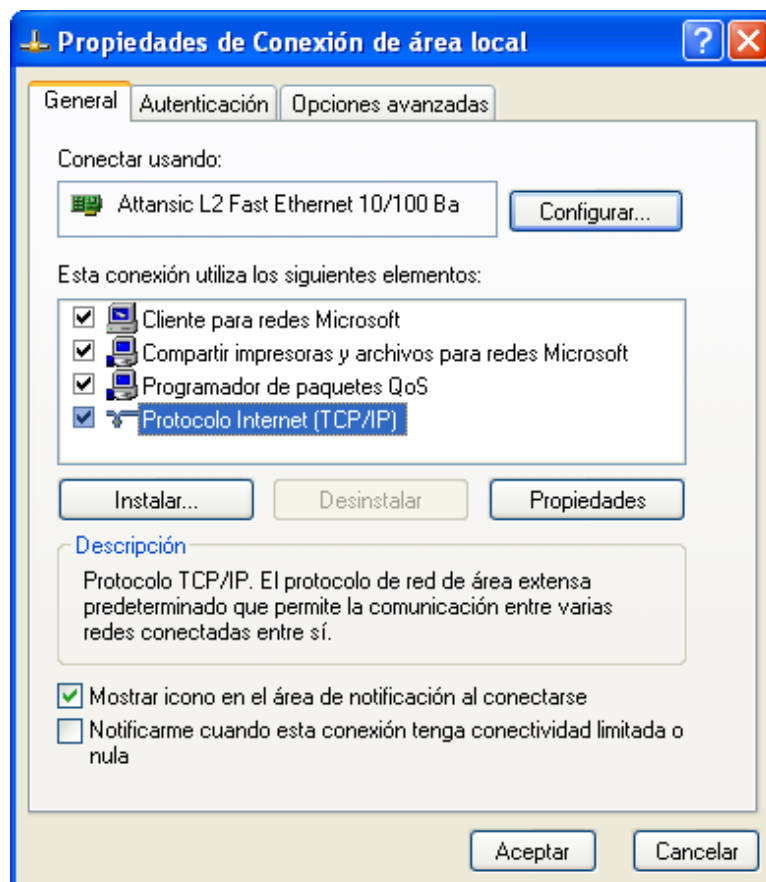 Propiedades de Conexión de área local
General
Autenticación
Opciones avanzadas
Conectar usando:
Attansic L2 Fast Ethernet 10/100 Ba
Configurar...
Esta conexión utiliza los siguientes elementos:
Cliente para redes Microsoft
Compartir impresoras y archivos para redes Microsoft
Programador de paquetes QoS
Protocolo Internet (TCP/IP)
Instalar...
Desinstalar
Propiedades
Descripción
Protocolo TCP/IP. El protocolo de red de área extensa
predeterminado que permite la comunicación entre varias
redes conectadas entre sí.
Mostrar icono en el área de notificación al conectarse
Notificarme cuando esta conexión tenga conectividad limitada o
nula
Aceptar
Cancelar